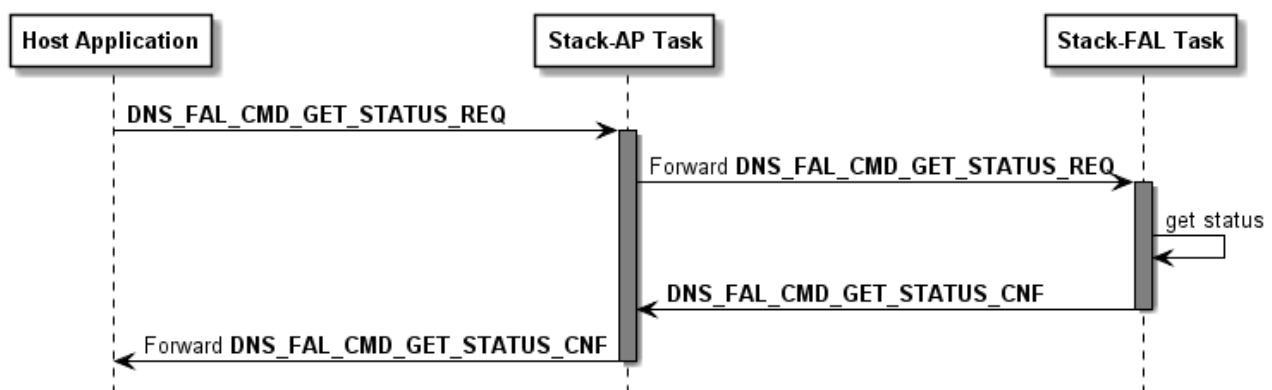 Host Application
Stack-AP Task
Stack-FAL Task
DNS_FAL_CMD_GET_STATUS_REQ
Forward DNS_FAL_CMD_GET_STATUS_REQ
get status
DNS_FAL_CMD_GET_STATUS_CNF
Forward DNS_FAL_CMD_GET_STATUS_CNF